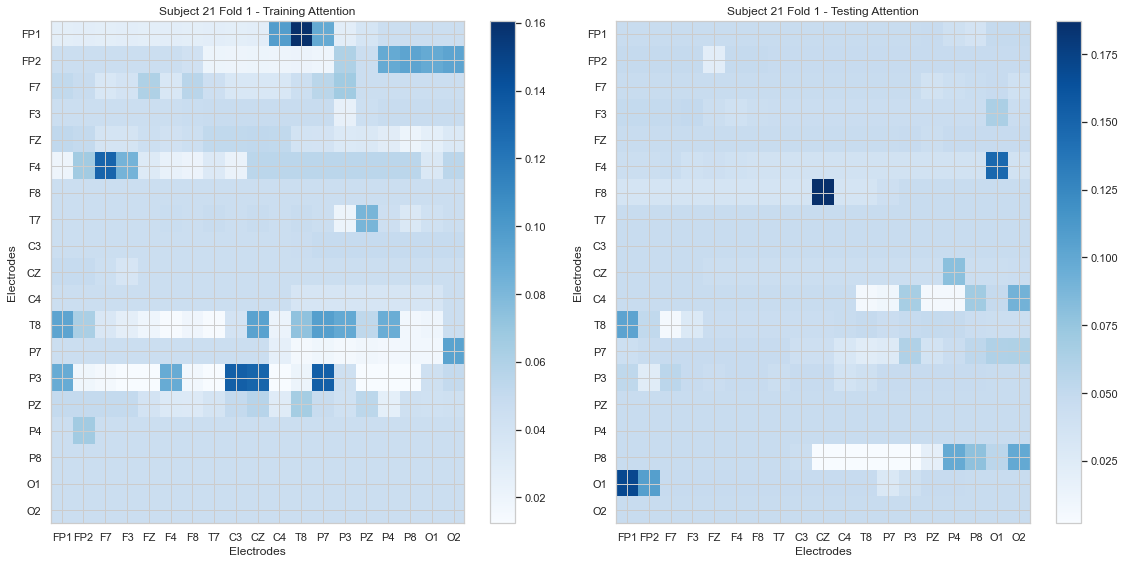 Subject 21 Fold 1 - Training Attention
FP1
FP2
F7
F3
FZ
F4
F8
T7
C3
CZ
C4
T8
P7
P3
PZ
P4
P8
O1
O2
Electrodes
FP1 FP2 F7 F3 FZ F4 F8 T7 C3 CZ C4 T8 P7 P3 PZ P4 P8 O1 O2
Electrodes
0.16
0.14
0.12
0.10
0.08
0.06
0.04
0.02
Subject 21 Fold 1 - Testing Attention
FP1
FP2
F7
F3
FZ
F4
F8
T7
C3
CZ
C4
T8
P7
P3
PZ
P4
P8
O1
O2
Electrodes
FP1 FP2 F7 F3 FZ F4 F8 T7 C3 CZ C4 T8 P7 P3 PZ P4 P8 O1 O2
Electrodes
0.175
0.150
0.125
0.100
0.075
0.050
0.025